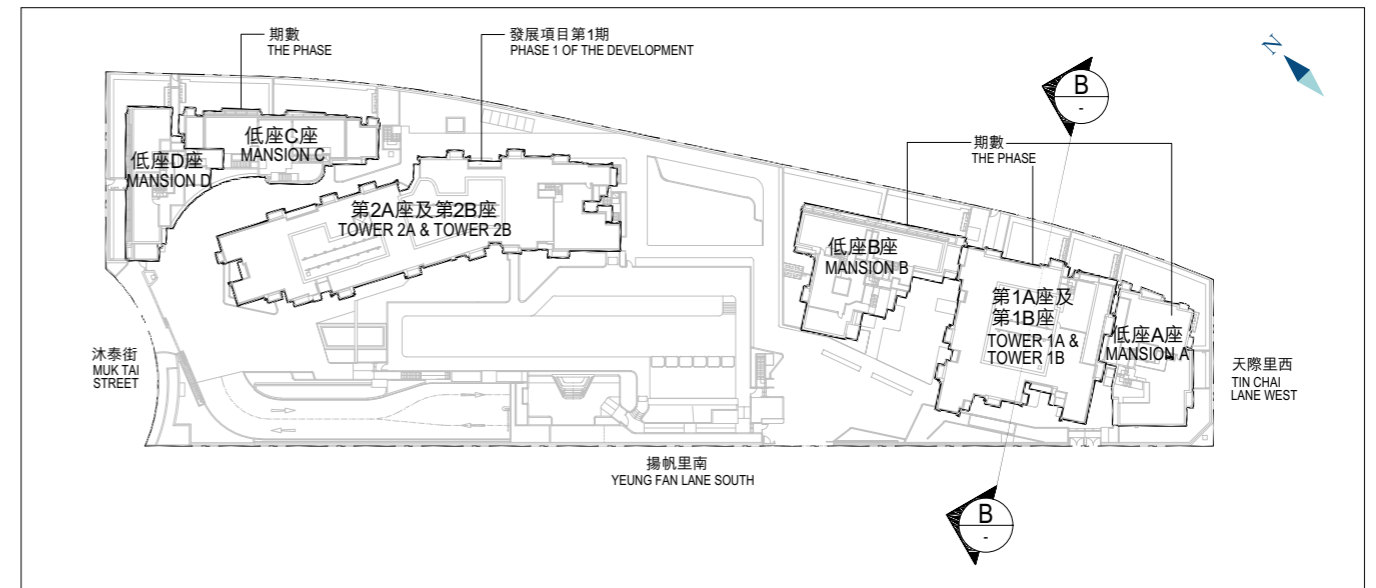 期數
THE PHASE
發展項目第1期
PHASE 1 OF THE DEVELOPMENT
N
B
-
低座C座
MANSION C
低座D座
MANSION D
期數
THE PHASE
第2A座及第2B座
TOWER 2A & TOWER 2B
低座B座
MANSION B
第1A座及
第1B座
TOWER 1A &
TOWER 1B
低座A座
MANSION A
沐泰街
MUK TAI
STREET
天際里西
TIN CHAI
LANE WEST
揚帆里南
YEUNG FAN LANE SOUTH
B
-